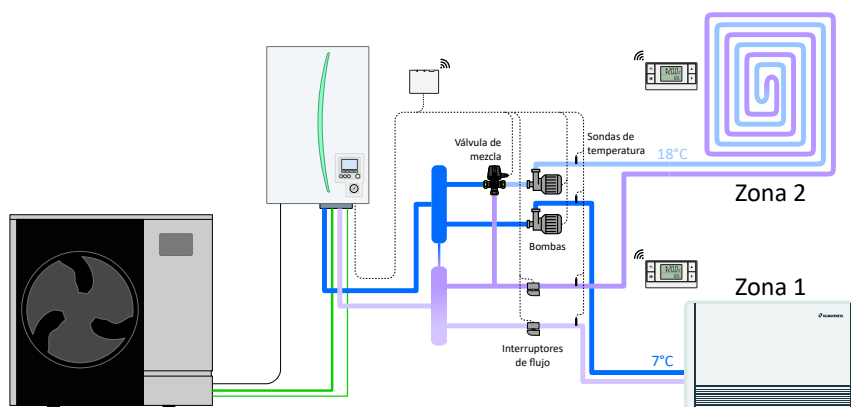 Válvula de
mezcla
Sondas de
temperatura
18°C
Zona 2
Bombas
Zona 1
Interruptores
de flujo
7°C